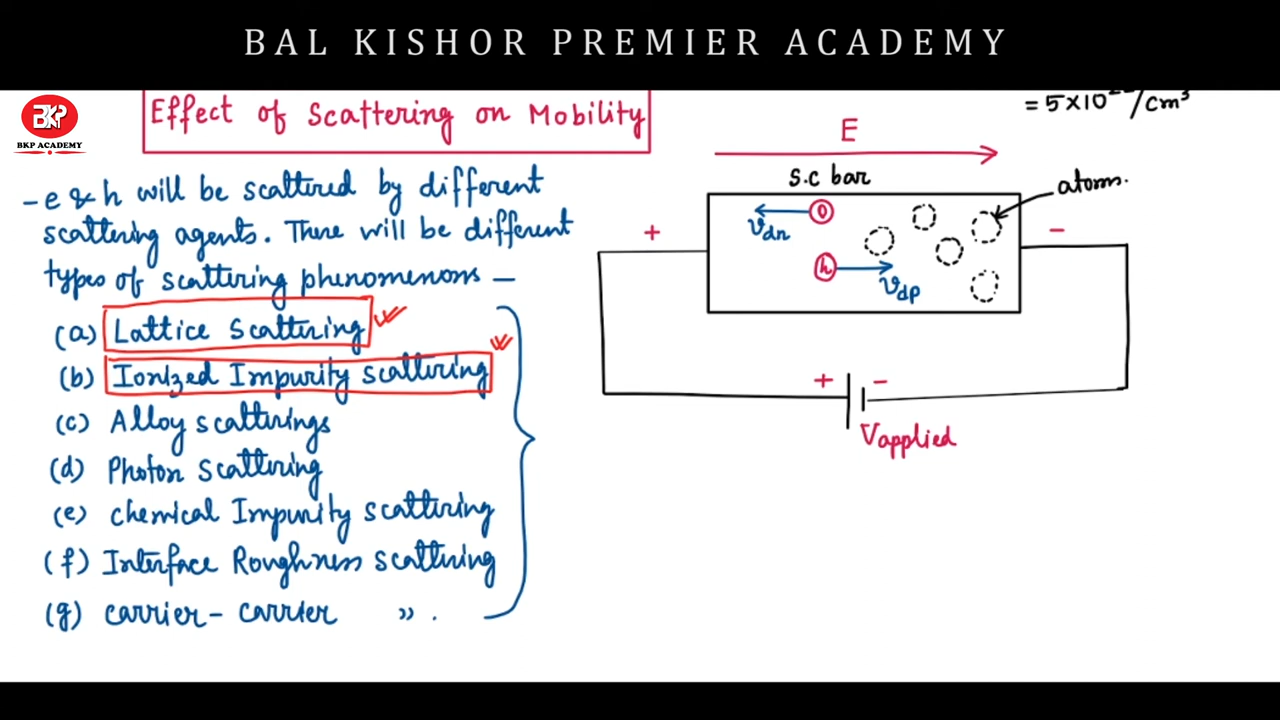 BAL KISHOR PREMIER ACADEMY
BKP
BKP ACADEMY
Effect of Scattering on Mobility
- e & h will be scattered by different
scattering agents. There will be different
types of scattering phenomenons -
(a) Lattice Scattering
(b) Ionized Impurity scattering
(c) Alloy scatterings
(d) Photon Scattering
(e) Chemical Impurity scattering
(f) Interface Roughness scattering
(g) carrier - carrier " .
= 5×10 /cm³
E
S.C bar
atoms.
+
-
Vdn
h
Vdp
+
-
Vapplied